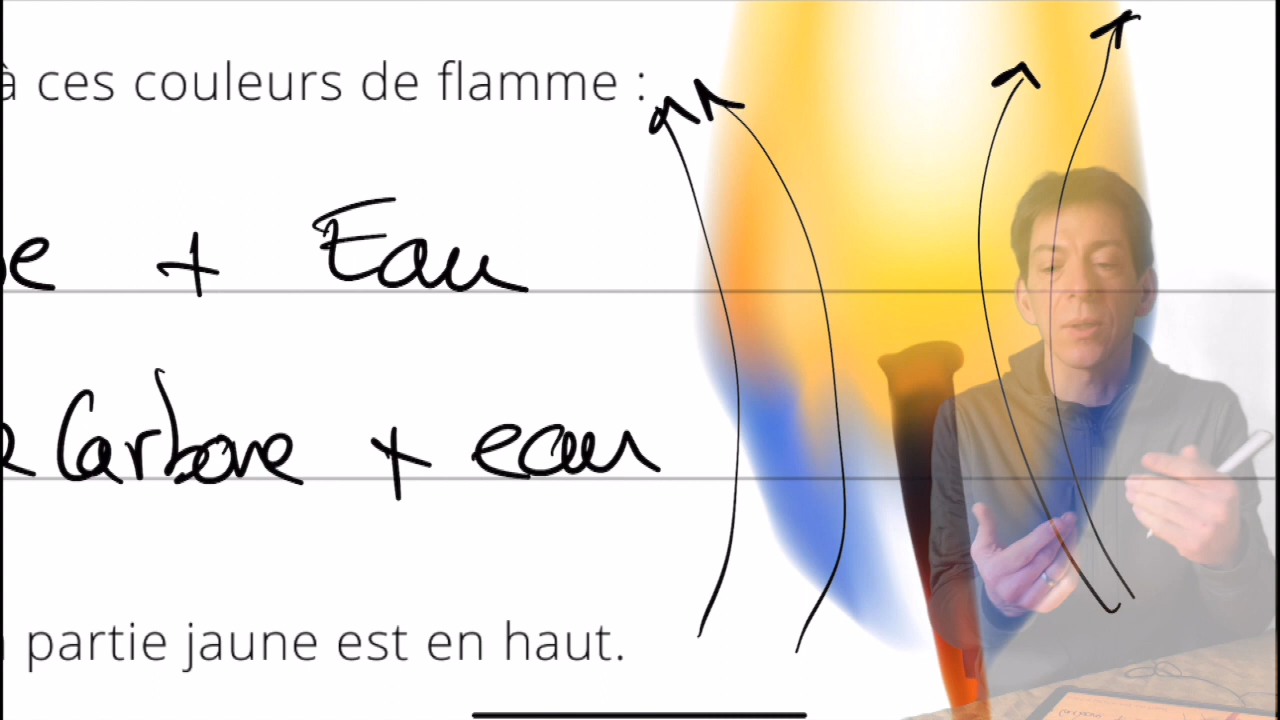 à ces couleurs de flamme :
+ Eau
Carbone + eau
partie jaune est en haut.